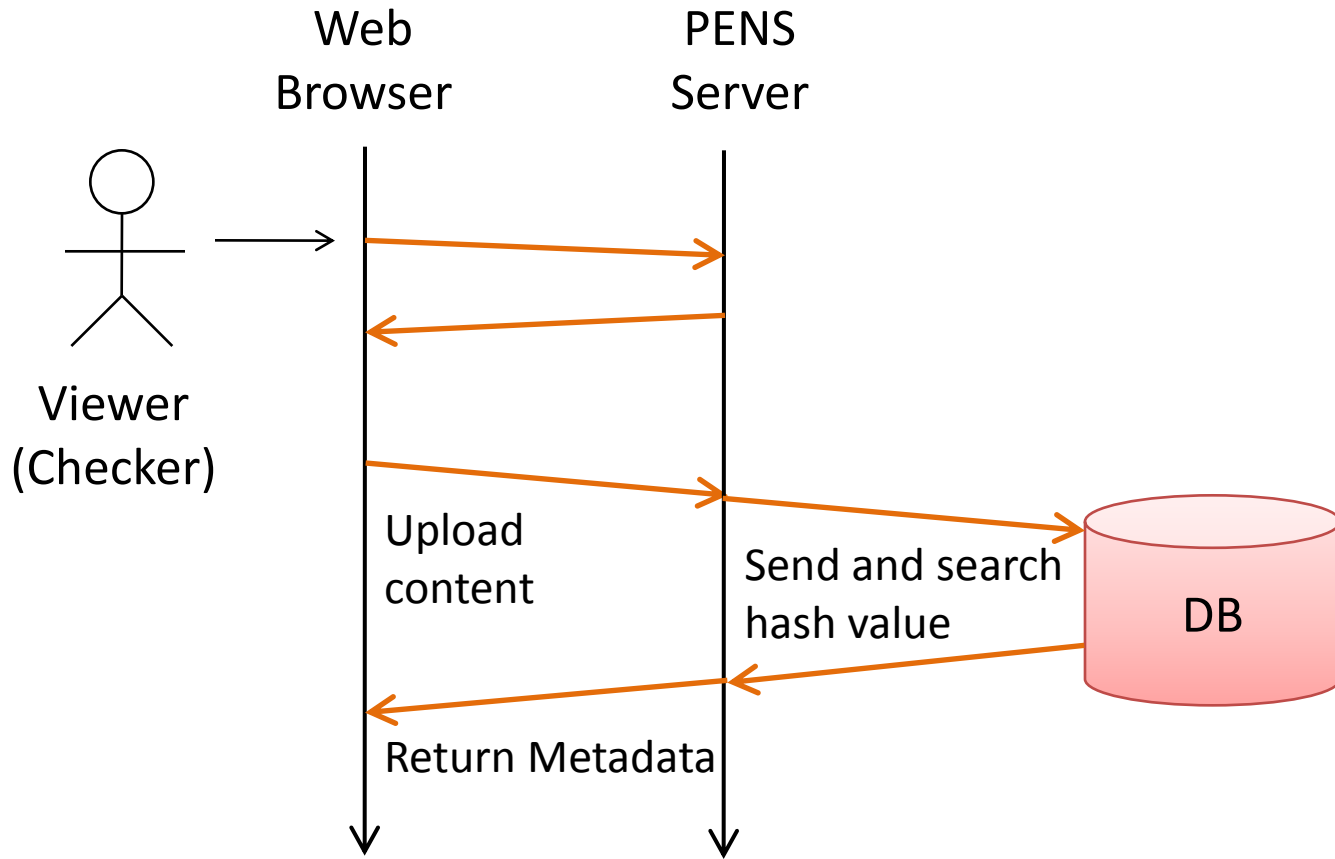 Web
Browser
PENS
Server
Viewer
(Checker)
Upload
content
Send and search
hash value
DB
Return Metadata